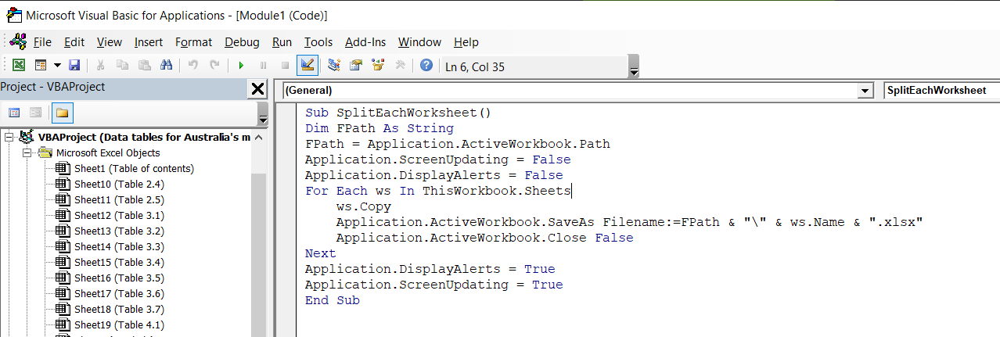 Microsoft Visual Basic for Applications - [Module1 (Code)]
File Edit View Insert Format Debug Run Tools Add-Ins Window Help
Ln 6, Col 35
Project - VBAProject
(General)
SplitEachWorksheet
VBAProject (Data tables for Australia's m
Microsoft Excel Objects
Sheet1 (Table of contents)
Sheet10 (Table 2.4)
Sheet11 (Table 2.5)
Sheet12 (Table 3.1)
Sheet13 (Table 3.2)
Sheet14 (Table 3.3)
Sheet15 (Table 3.4)
Sheet16 (Table 3.5)
Sheet17 (Table 3.6)
Sheet18 (Table 3.7)
Sheet19 (Table 4.1)
Sub SplitEachWorksheet()
Dim FPath As String
FPath = Application.ActiveWorkbook.Path
Application.ScreenUpdating = False
Application.DisplayAlerts = False
For Each ws In ThisWorkbook.Sheets
    ws.Copy
    Application.ActiveWorkbook.SaveAs Filename:=FPath & "\" & ws.Name & ".xlsx"
    Application.ActiveWorkbook.Close False
Next
Application.DisplayAlerts = True
Application.ScreenUpdating = True
End Sub